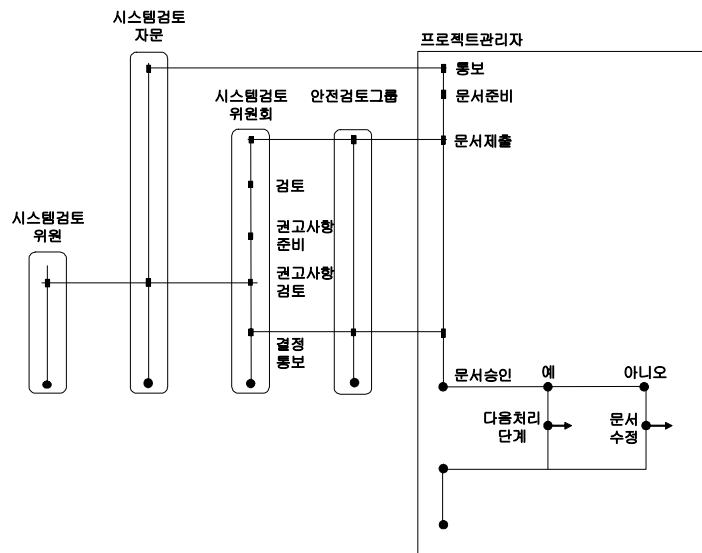 시스템검토
자문
프로젝트관리자
통보
시스템검토
위원회
안전검토그룹
문서준비
문서제출
검토
시스템검토
위원
권고사항
준비
권고사항
검토
결정
통보
문서승인
예
아니오
다음처리
단계
문서
수정